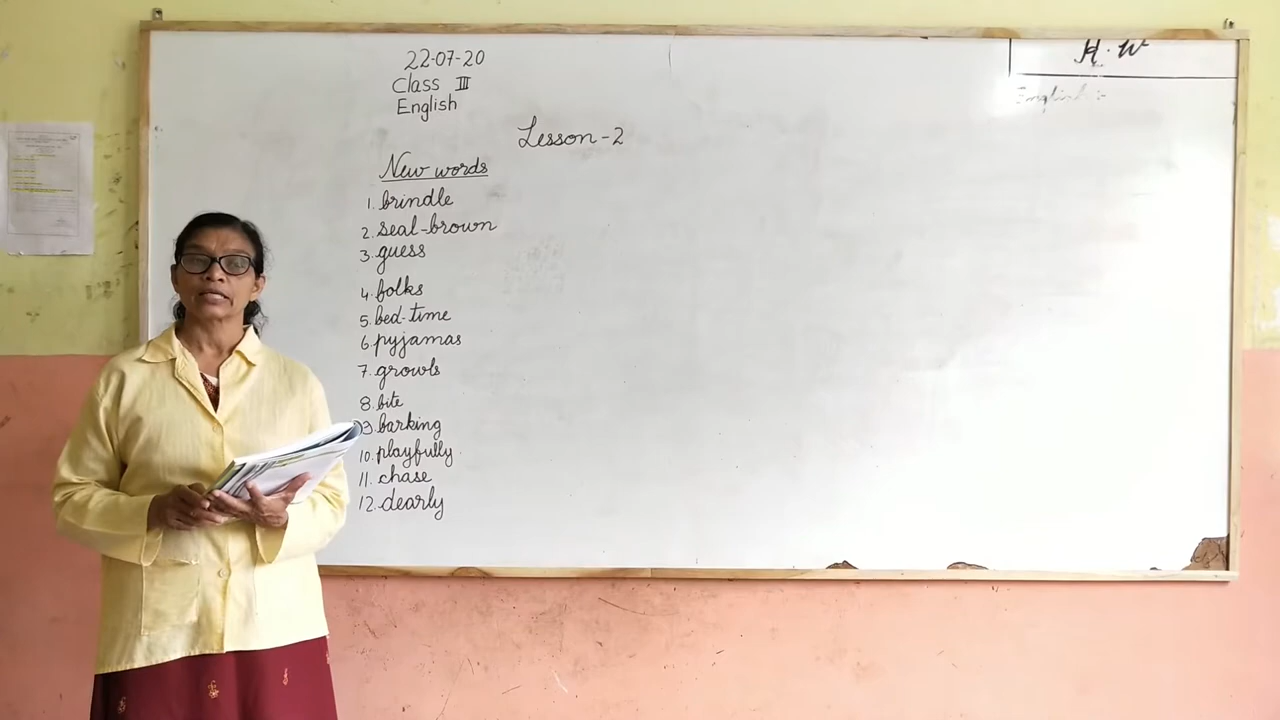 22-07-20
Class III
English
Lesson-2
New words
1. brindle
2. seal-brown
3. guess
4. folks
5. bed-time
6. pyjamas
7. growls
8. bite
9. barking
10. playfully
11. chase
12. dearly
H.W
English :-